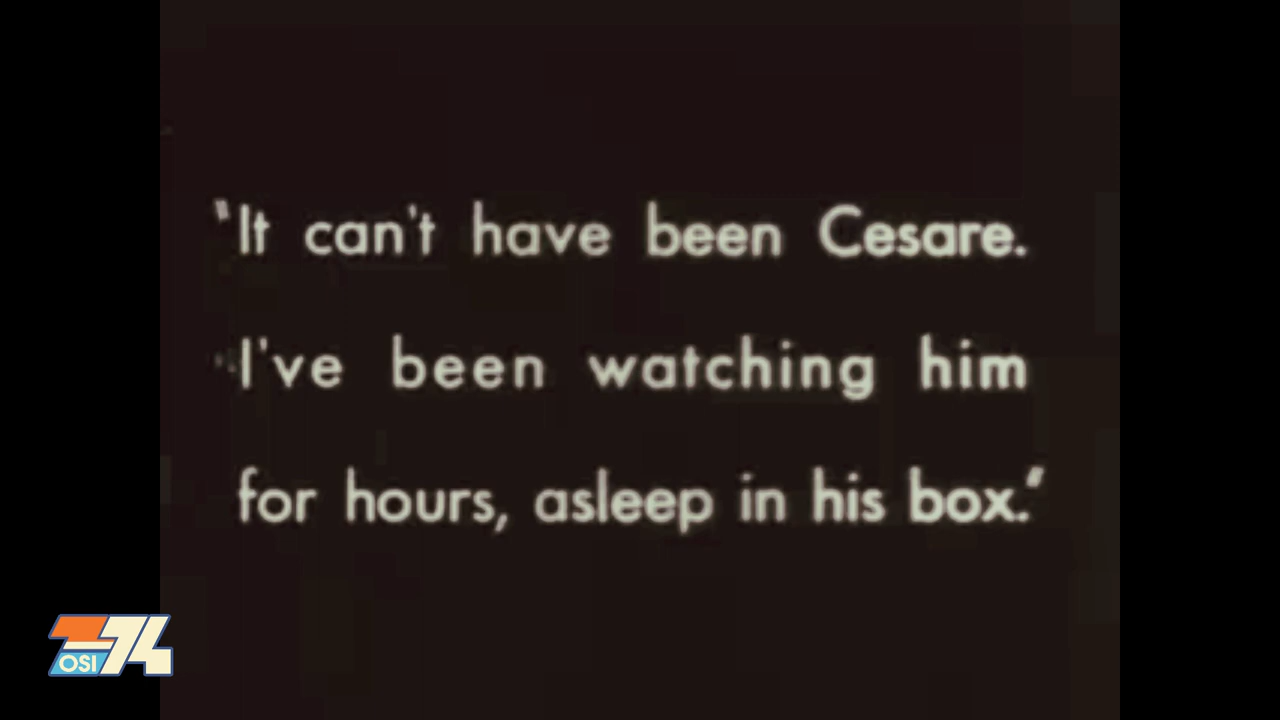 "It can't have been Cesare.
I've been watching him
for hours, asleep in his box."
OSI 74